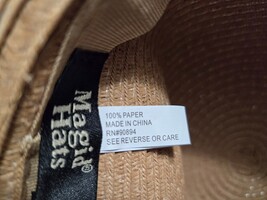 Magid®
Hats
100% PAPER
MADE IN CHINA
RN#90894
SEE REVERSE OR CARE